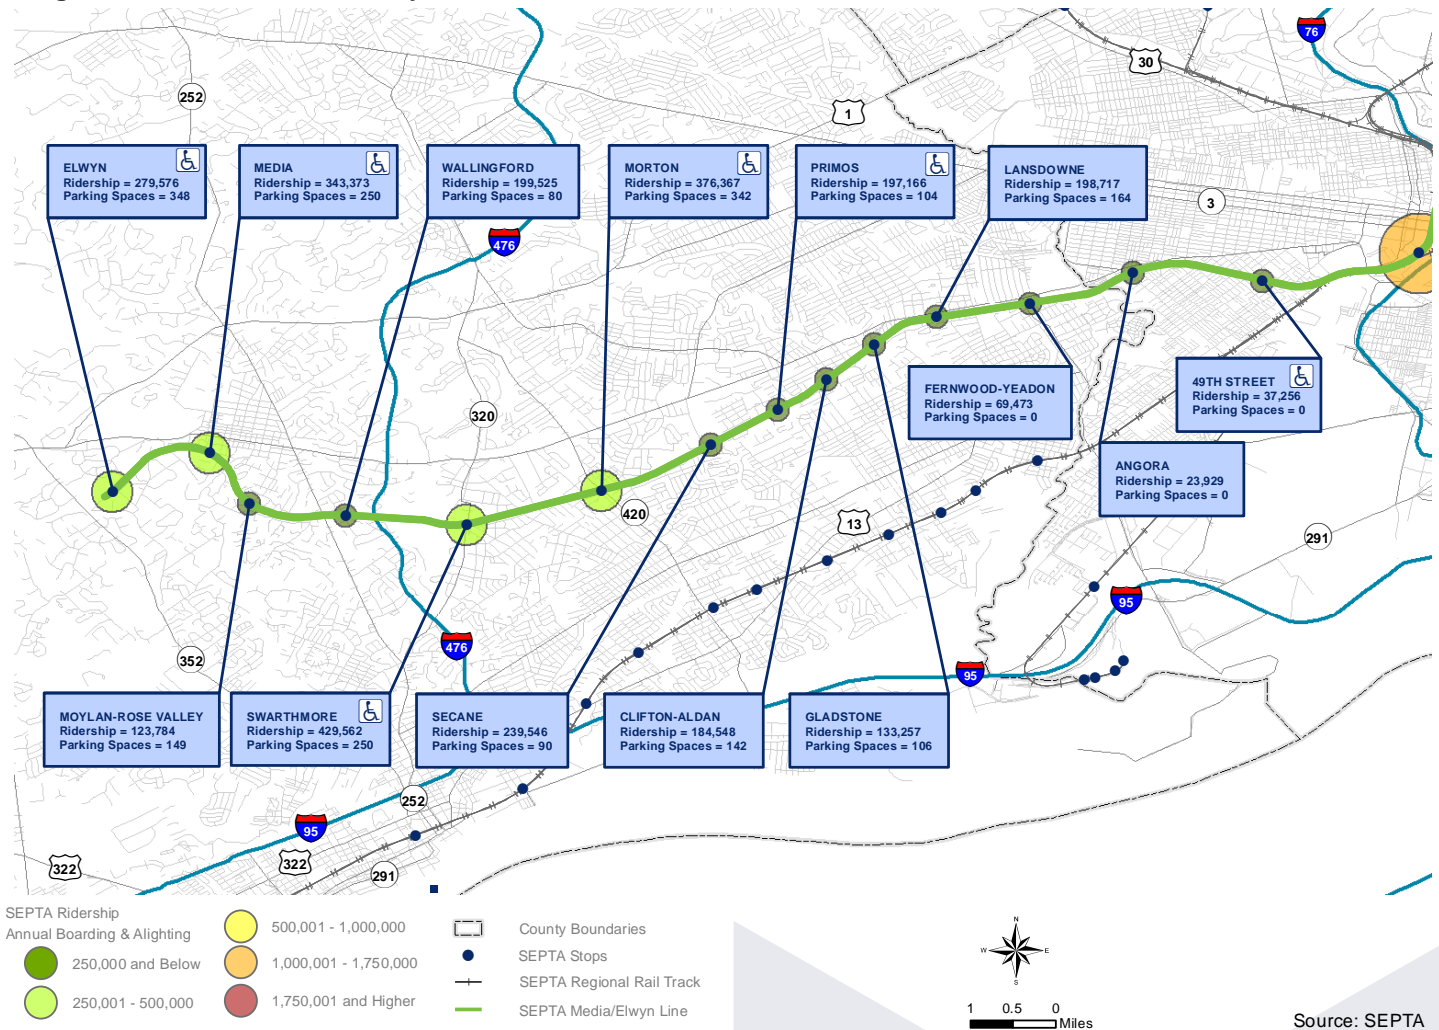 76
30
252
1
ELWYN
Ridership = 279,576
Parking Spaces = 348
MEDIA
Ridership = 343,373
Parking Spaces = 250
WALLINGFORD
Ridership = 199,525
Parking Spaces = 80
MORTON
Ridership = 376,367
Parking Spaces = 342
PRIMOS
Ridership = 197,166
Parking Spaces = 104
LANSDOWNE
Ridership = 198,717
Parking Spaces = 164
3
476
FERNWOOD-YEADON
Ridership = 69,473
Parking Spaces = 0
49TH STREET
Ridership = 37,256
Parking Spaces = 0
320
ANGORA
Ridership = 23,929
Parking Spaces = 0
420
13
291
95
476
352
95
MOYLAN-ROSE VALLEY
Ridership = 123,784
Parking Spaces = 149
SWARTHMORE
Ridership = 429,562
Parking Spaces = 250
SECANE
Ridership = 239,546
Parking Spaces = 90
CLIFTON-ALDAN
Ridership = 184,548
Parking Spaces = 142
GLADSTONE
Ridership = 133,257
Parking Spaces = 106
252
95
322
322
291
SEPTA Ridership
Annual Boarding & Alighting
250,000 and Below
250,001 - 500,000
500,001 - 1,000,000
1,000,001 - 1,750,000
1,750,001 and Higher
County Boundaries
SEPTA Stops
SEPTA Regional Rail Track
SEPTA Media/Elwyn Line
N
W E
S
1 0.5 0
Miles
Source: SEPTA